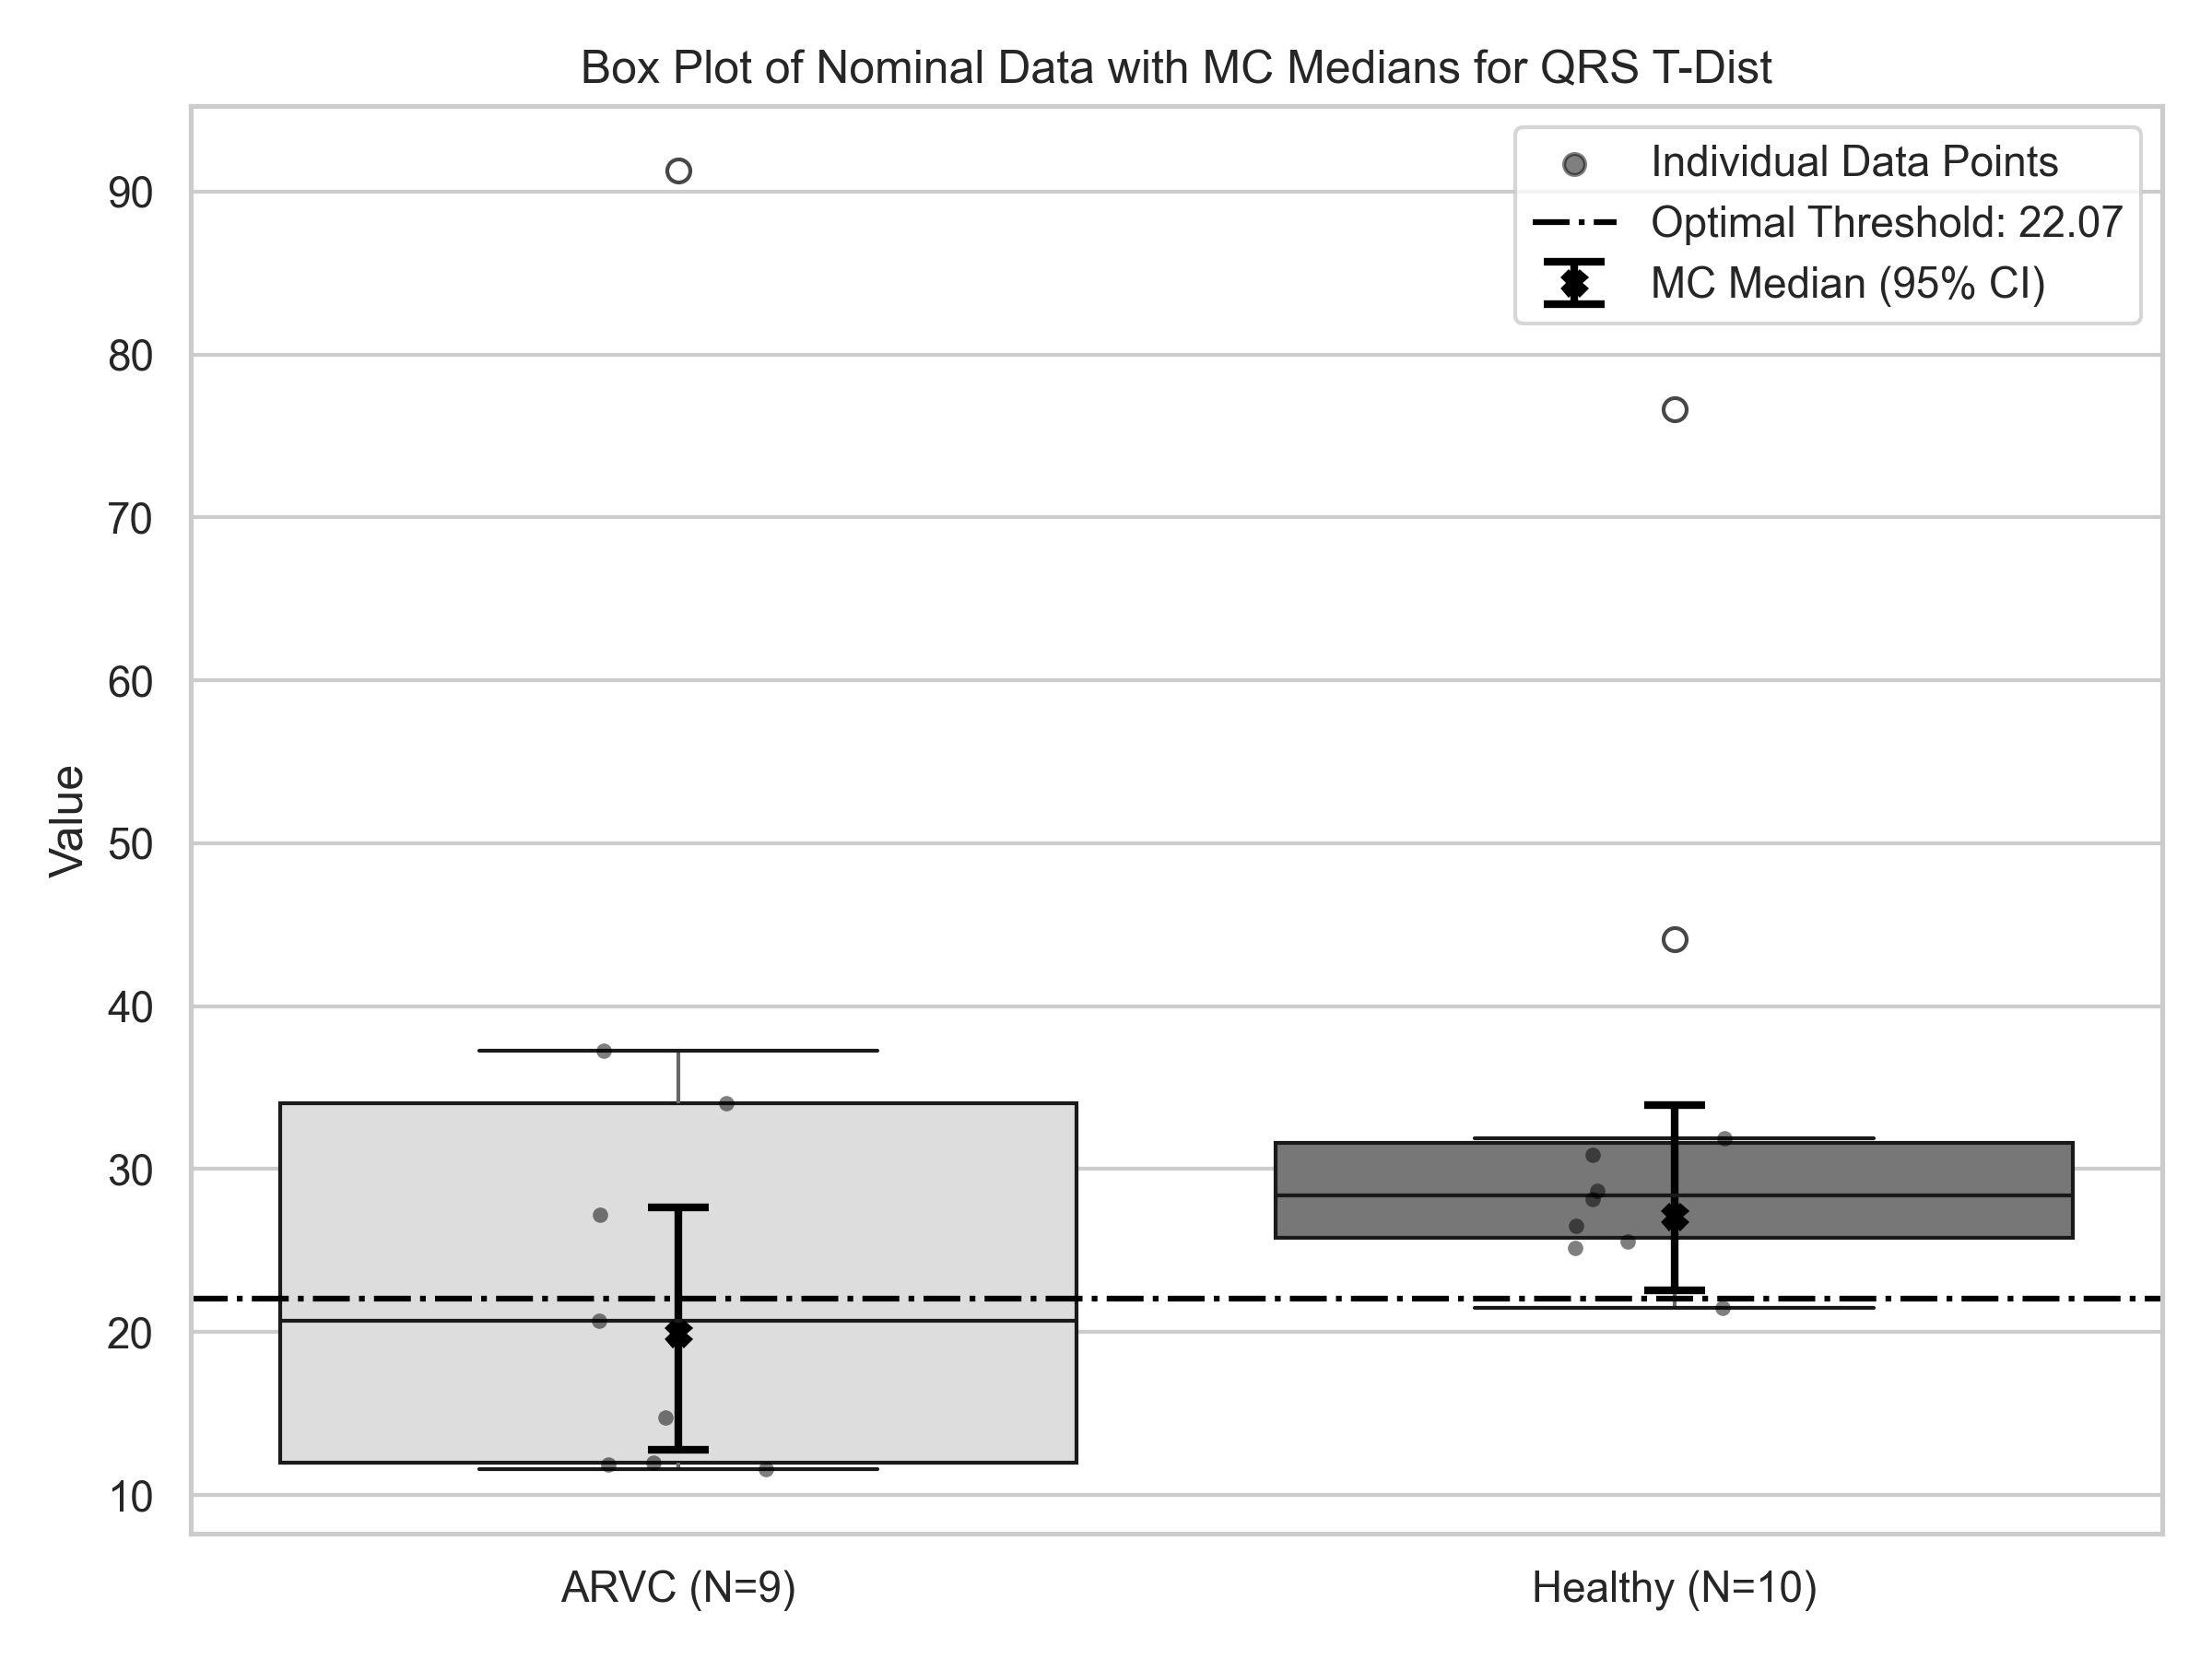 Box Plot of Nominal Data with MC Medians for QRS T-Dist
Individual Data Points
Optimal Threshold: 22.07
MC Median (95% CI)
90
80
70
60
50
40
30
20
10
Value
ARVC (N=9)
Healthy (N=10)